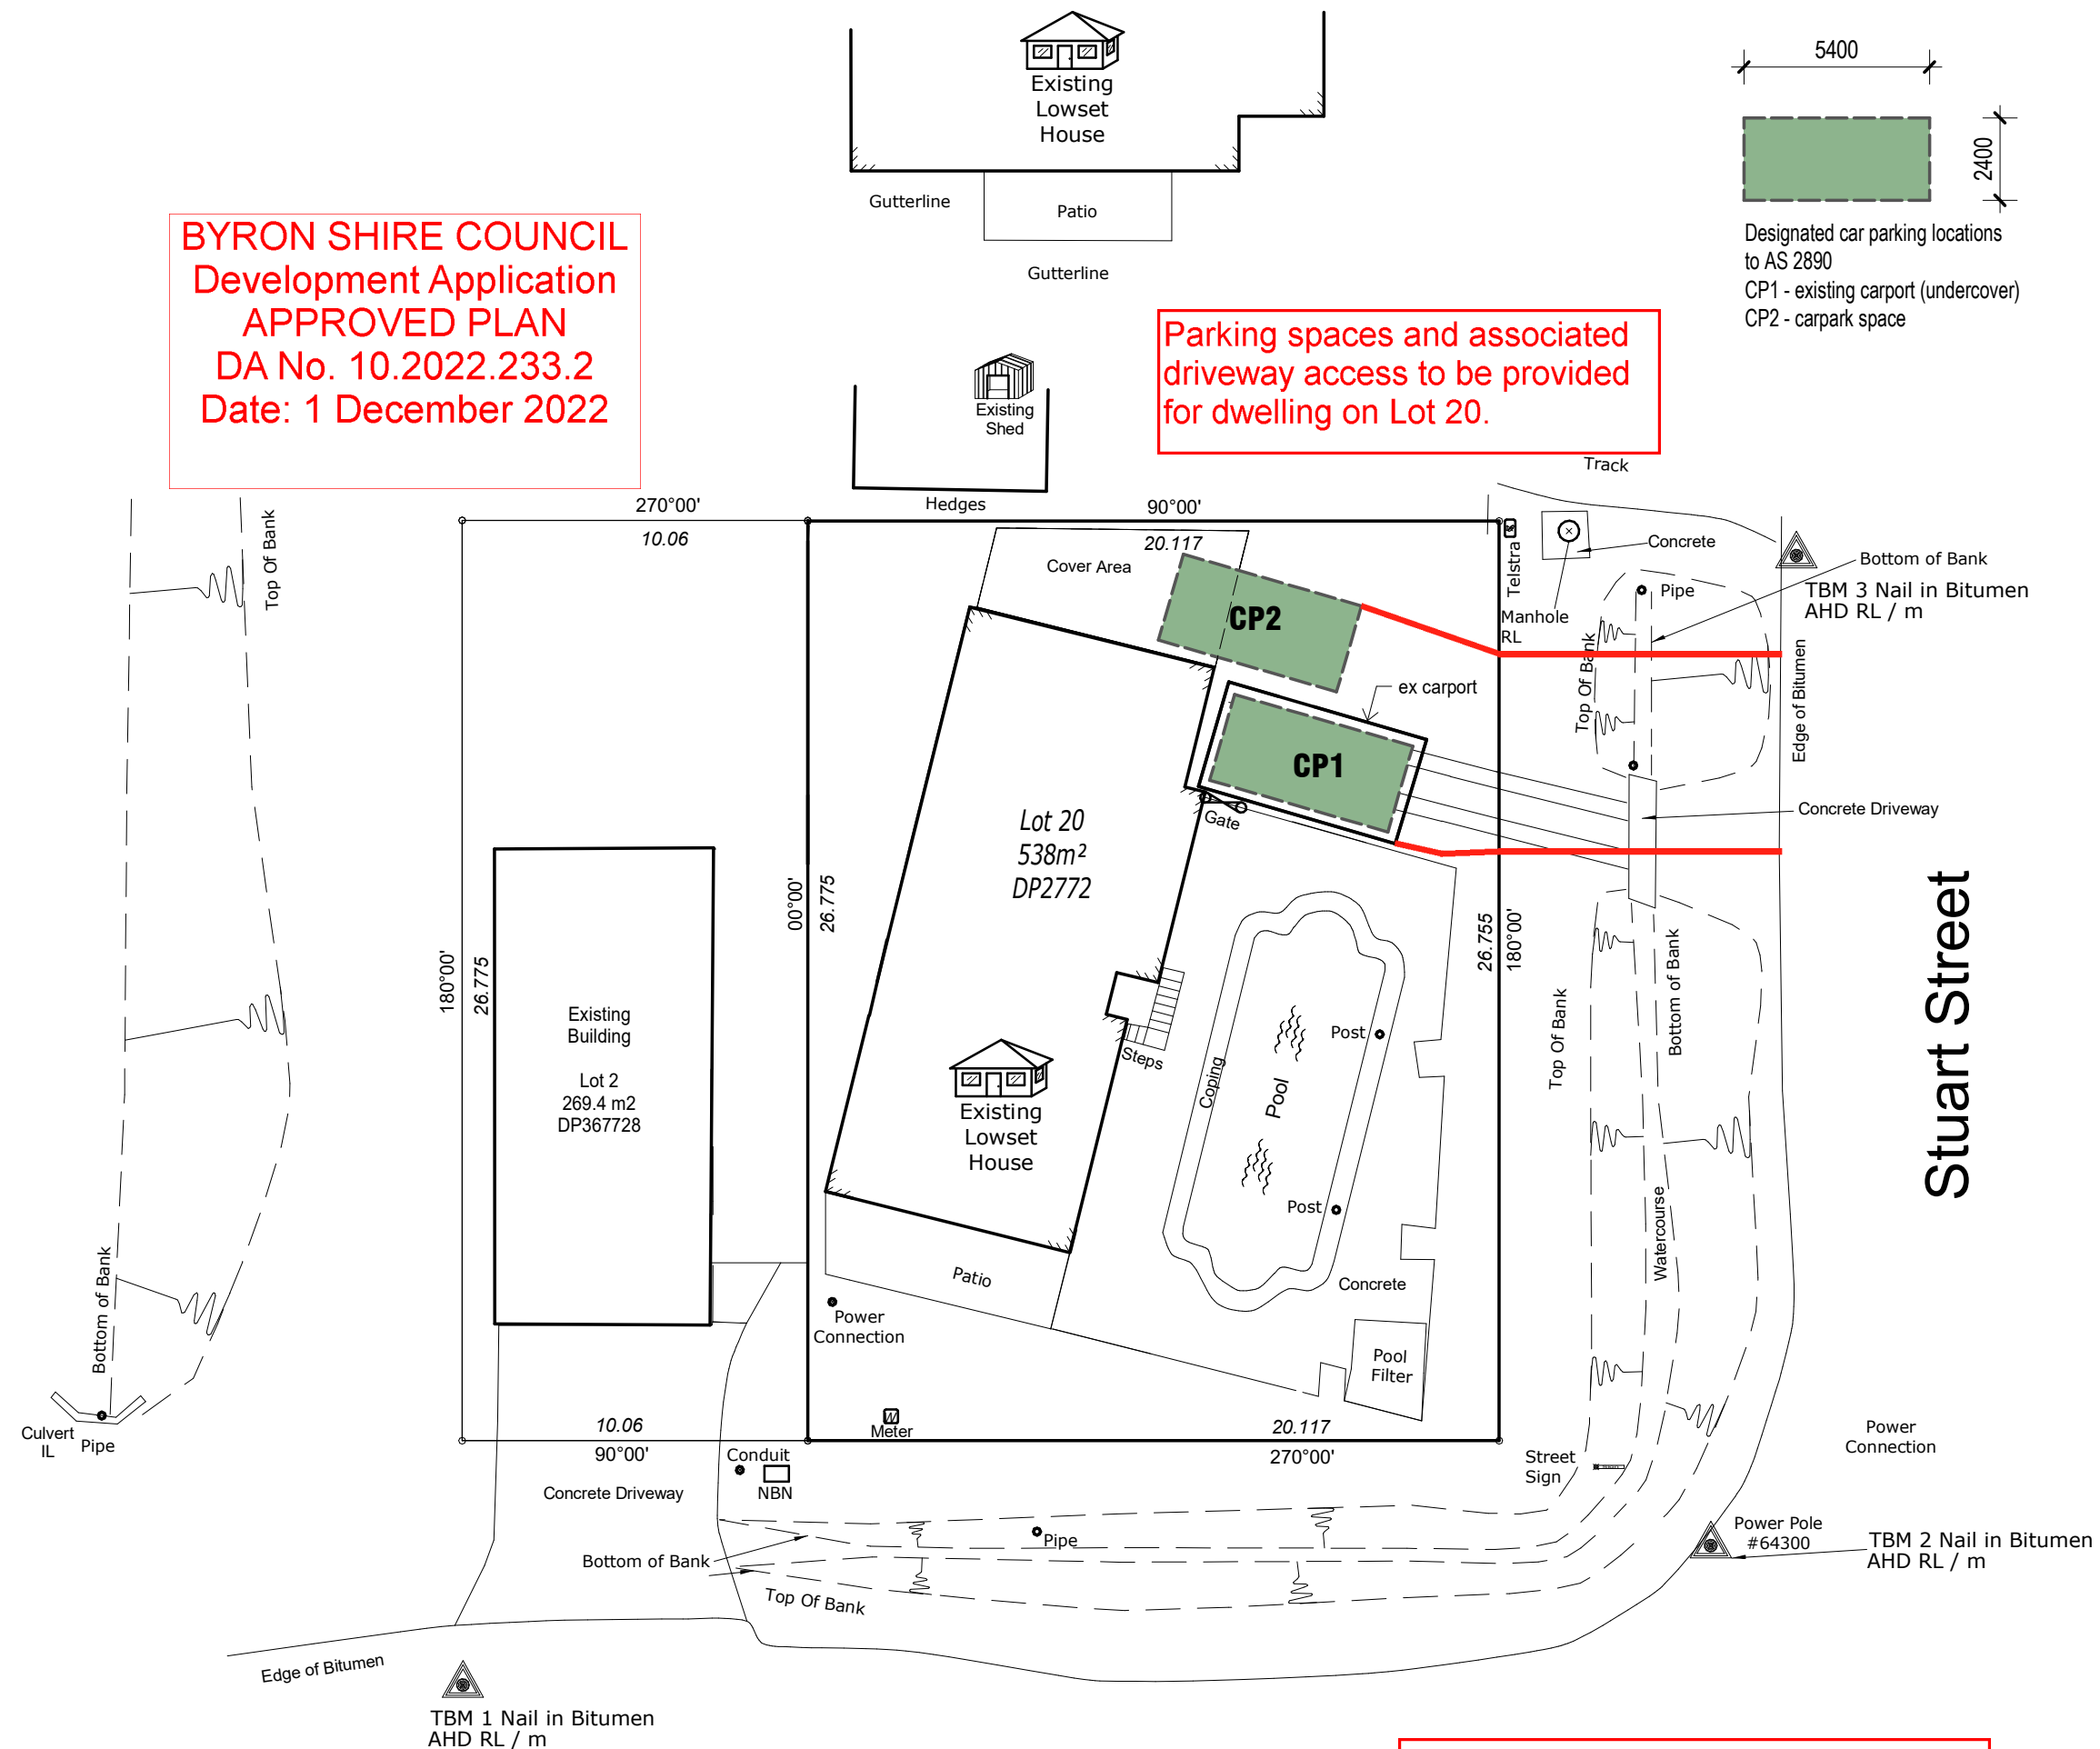 Existing
Lowset
House
Gutterline
Patio
Gutterline
5400
2400
Designated car parking locations
to AS 2890
CP1 - existing carport (undercover)
CP2 - carpark space
BYRON SHIRE COUNCIL
Development Application
APPROVED PLAN
DA No. 10.2022.233.2
Date: 1 December 2022
Parking spaces and associated
driveway access to be provided
for dwelling on Lot 20.
Existing
Shed
Hedges
Track
270°00'
10.06
90°00'
20.117
Top Of Bank
Cover Area
CP2
Telstra
Concrete
Manhole
RL
Bottom of Bank
TBM 3 Nail in Bitumen
AHD RL / m
Pipe
Top Of Bank
Edge of Bitumen
ex carport
CP1
Gate
Concrete Driveway
Lot 20
538m²
DP2772
00°00'
26.775
180°00'
26.775
26.755
180°00'
Existing
Building
Lot 2
269.4 m2
DP367728
Steps
Coping
Pool
Post
Post
Top Of Bank
Bottom of Bank
Watercourse
Stuart Street
Existing
Lowset
House
Patio
Power
Connection
Concrete
Pool
Filter
Bottom of Bank
Culvert
IL
Pipe
10.06
90°00'
Meter
20.117
270°00'
Conduit
NBN
Concrete Driveway
Street
Sign
Power
Connection
Pipe
Bottom of Bank
Top Of Bank
Power Pole
#64300
TBM 2 Nail in Bitumen
AHD RL / m
Edge of Bitumen
TBM 1 Nail in Bitumen
AHD RL / m